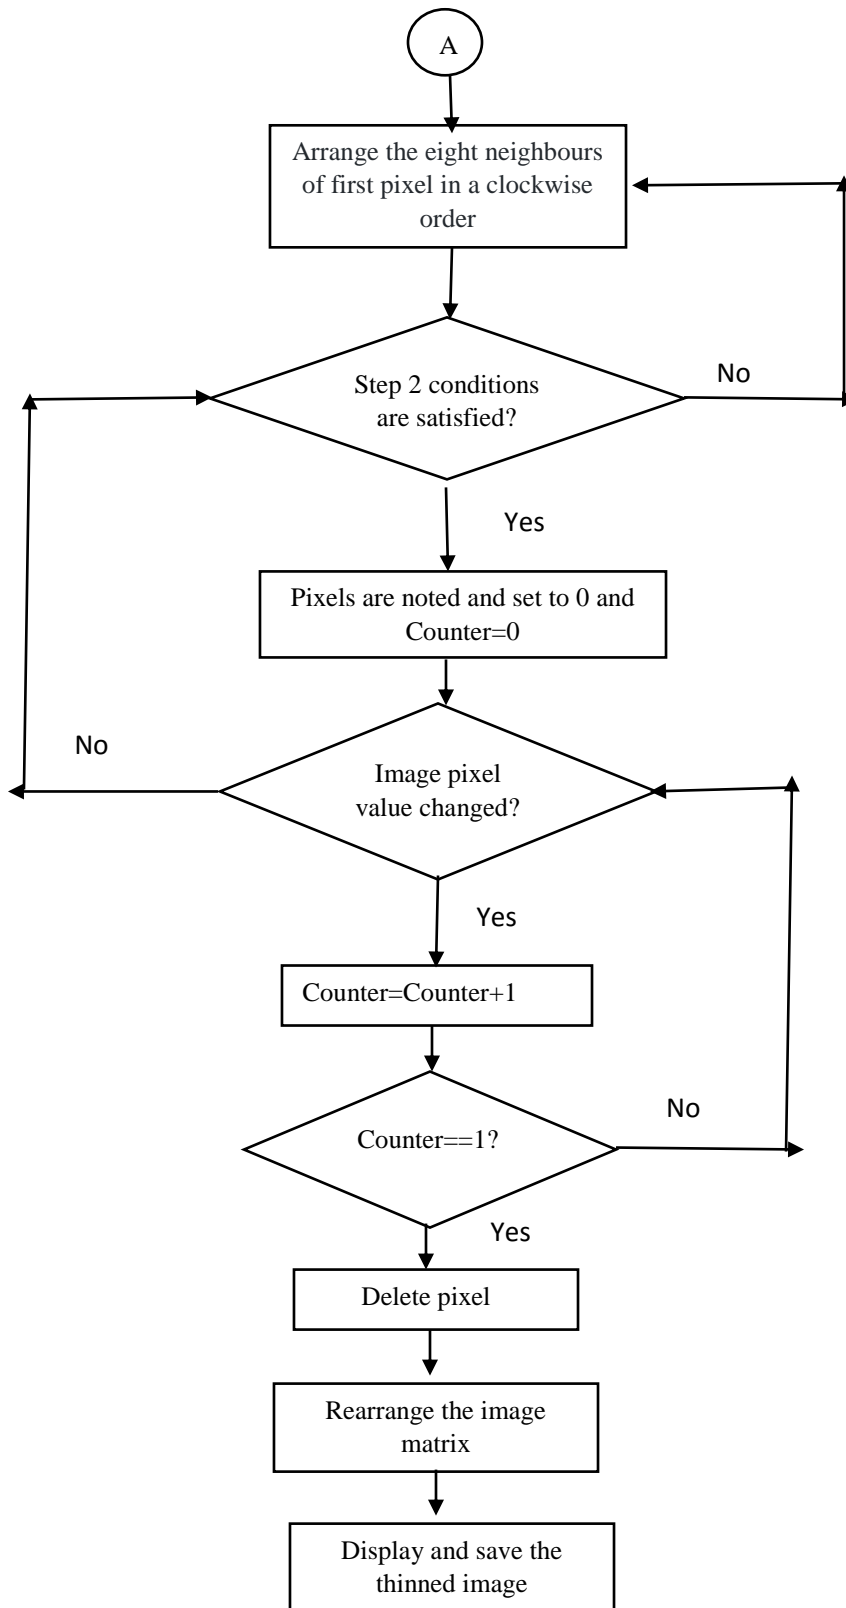 A
Arrange the eight neighbours
of first pixel in a clockwise
order
No
Step 2 conditions
are satisfied?
Yes
Pixels are noted and set to 0 and
Counter=0
No
Image pixel
value changed?
Yes
Counter=Counter+1
No
Counter==1?
Yes
Delete pixel
Rearrange the image
matrix
Display and save the
thinned image